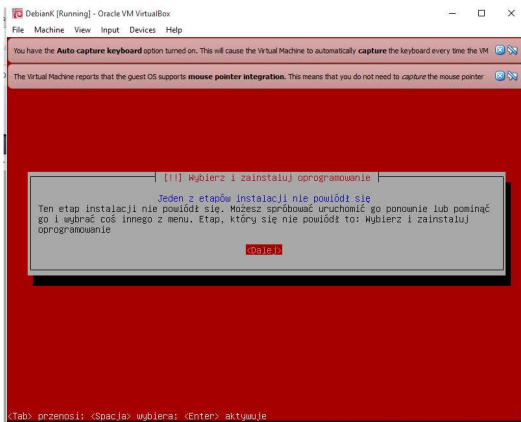 DebianK [Running] - Oracle VM VirtualBox
File Machine View Input Devices Help
You have the Auto capture keyboard option turned on. This will cause the Virtual Machine to automatically capture the keyboard every time the VM
The Virtual Machine reports that the guest OS supports mouse pointer integration. This means that you do not need to capture the mouse pointer
[!!] Wybierz i zainstaluj oprogramowanie
Jeden z etapów instalacji nie powiódł się
Ten etap instalacji nie powiódł się. Możesz spróbować uruchomić go ponownie lub pominąć
go i wybrać coś innego z menu. Etap, który się nie powiódł to: Wybierz i zainstaluj
oprogramowanie
<Dalej>
<Tab> przenosi; <Spacja> wybiera; <Enter> aktywuje